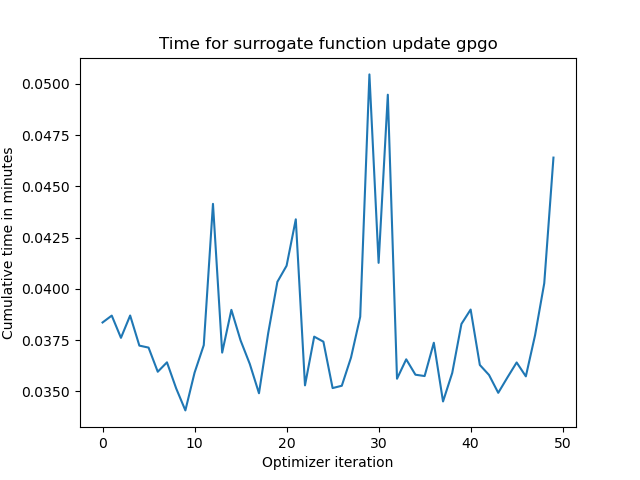 Time for surrogate function update gpgo
Cumulative time in minutes
0.0500
0.0475
0.0450
0.0425
0.0400
0.0375
0.0350
0 10 20 30 40 50
Optimizer iteration